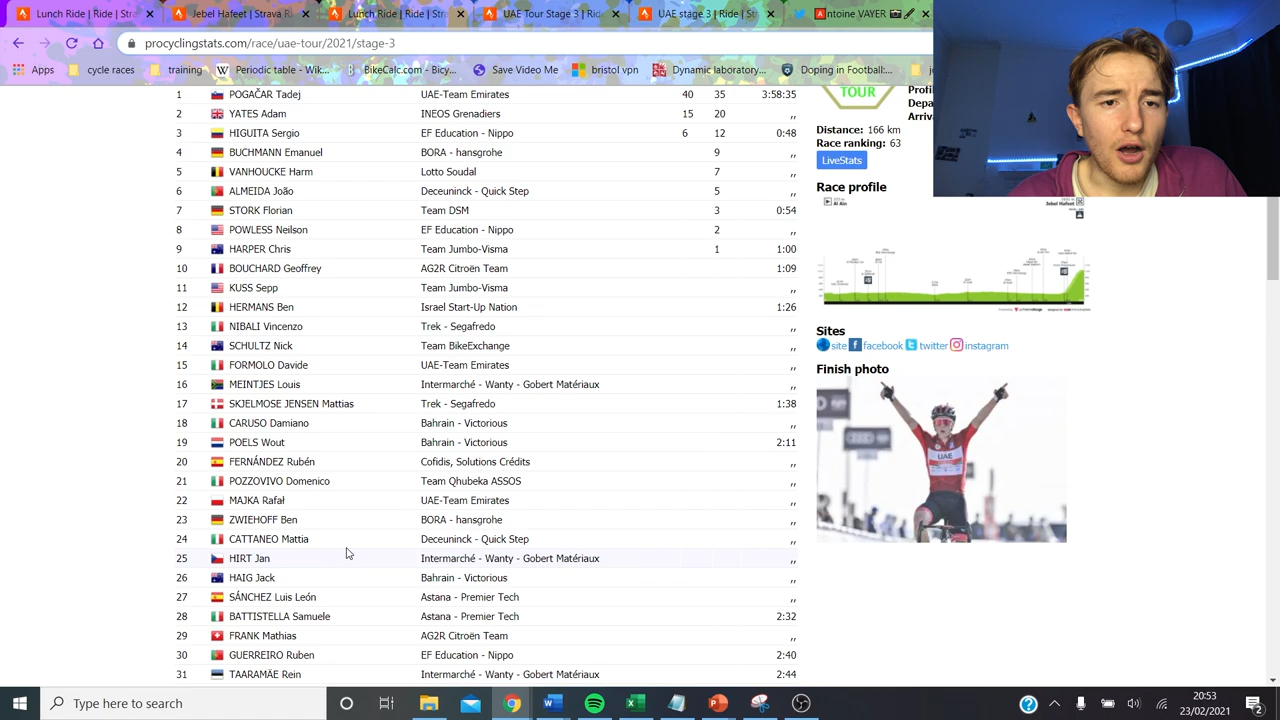 Lunch Ride | Ride | Stra
Ride | Strav
Lunch Ride | Ride | Stra
UAE Tour Stage 3 | Ride
UAE stage 3 | Ride | Str
Antoine VAYER
procyclingstats.com/race/uae-tour/2021/stage-3
Apps
training
Periodic table - Wik...
BikeCalc.com - Bicy...
Save Video Me
bristol vpn
Dynamic laboratory...
Doping in Football:...
1 POGAČAR Tadej UAE-Team Emirates 40 35 3:58:35
YATES Adam INEOS Grenadiers 15 20 ,,
3 HIGUITA Sergio EF Education - Nippo 6 12 0:48
4 BUCHMANN Emanuel BORA - hansgrohe 9 ,,
Lotto Soudal 7 ,,
6 ALMEIDA João Deceuninck - Quick Step 5 ,,
7 STORK Florian Team DSM 3 0:54
8 POWLESS Neilson EF Education - Nippo 2 ,,
9 HARPER Chris Team Jumbo-Visma 1 1:00
BOUCHARD Geoffrey AG2R Citroën Team 1:09
11 KUSS Sepp Team Jumbo-Visma ,,
HERMANS Ben Israel Start-Up Nation 1:26
NIBALI Vincenzo Trek - Segafredo ,,
14 SCHULTZ Nick Team BikeExchange ,,
15 FORMOLO Davide UAE-Team Emirates ,,
16 MEINTJES Louis Intermarché - Wanty - Gobert Matériaux ,,
17 SKJELMOSE JENSEN Mattias Trek - Segafredo 1:38
18 CARUSO Damiano Bahrain - Victorious ,,
19 POELS Wout Bahrain - Victorious 2:11
20 FERNÁNDEZ Rubén Cofidis, Solutions Crédits ,,
21 POZZOVIVO Domenico Team Qhubeka ASSOS ,,
22 MAJKA Rafał UAE-Team Emirates ,,
23 ZWIEHOFF Ben BORA - hansgrohe ,,
24 CATTANEO Mattia Deceuninck - Quick Step ,,
25 HIRT Jan Intermarché - Wanty - Gobert Matériaux ,,
26 HAIG Jack Bahrain - Victorious ,,
27 SÁNCHEZ Luis León Astana - Premier Tech ,,
28 BATTISTELLA Samuele Astana - Premier Tech 2:32
29 FRANK Mathias AG2R Citroën Team ,,
30 GUERREIRO Ruben EF Education - Nippo 2:40
31 TAARAMÄE Rein Intermarché - Wanty - Gobert Matériaux 2:44
TOUR
Profi
Depa
Arriva
Distance: 166 km
Race ranking: 63
LiveStats
Race profile
Al Ain
Jebel Hafeet
Sites
site facebook twitter instagram
Finish photo
UAE
Type here to search
20:53
23/02/2021
2